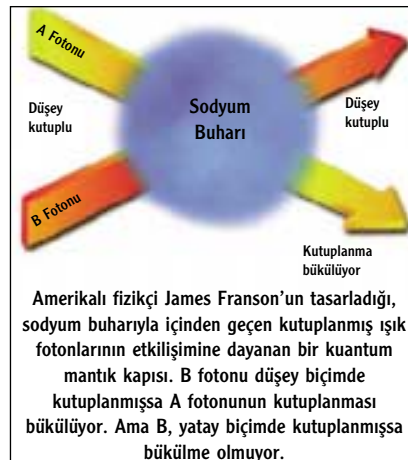 A Fotonu
Düşey
kutuplu
Sodyum
Buharı
Düşey
kutuplu
B Fotonu
Kutuplanma
bükülüyor
Amerikalı fizikçi James Franson'un tasarladığı,
sodyum buharıyla içinden geçen kutuplanmış ışık
fotonlarının etkilişimine dayanan bir kuantum
mantık kapısı. B fotonu düşey biçimde
kutuplanmışsa A fotonunun kutuplanması
bükülüyor. Ama B, yatay biçimde kutuplanmışsa
bükülme olmuyor.